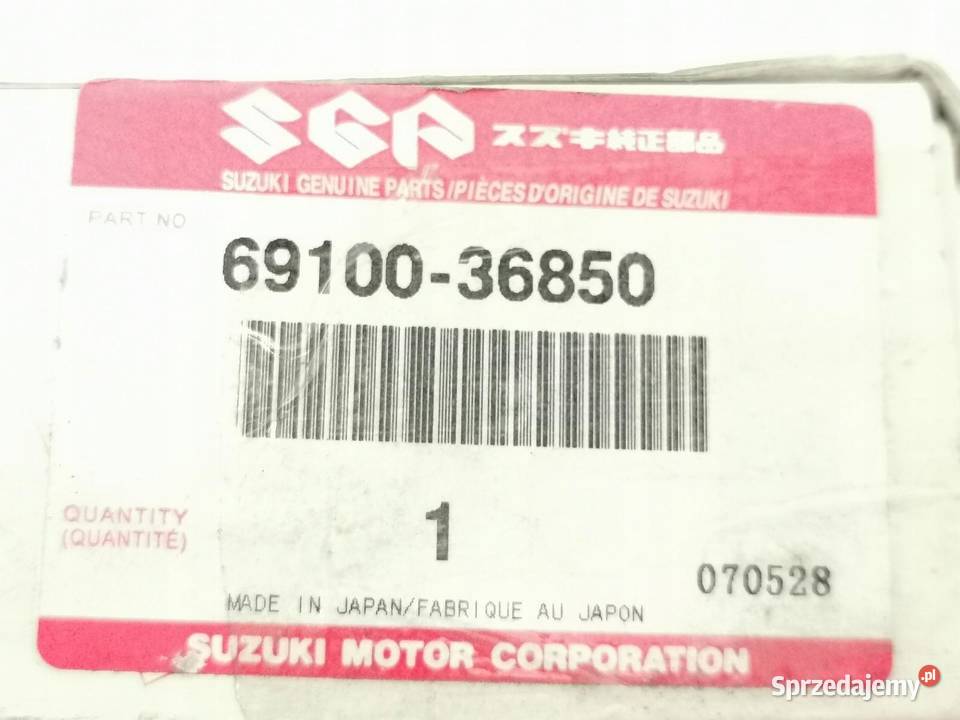 SGP スズキ純正部品
SUZUKI GENUINE PARTS/PIÈCES D'ORIGINE DE SUZUKI
PART NO
69100-36850
QUANTITY
(QUANTITÉ)
1
070528
MADE IN JAPAN/FABRIQUE AU JAPON
SUZUKI MOTOR CORPORATION
Sprzedajemy.pl